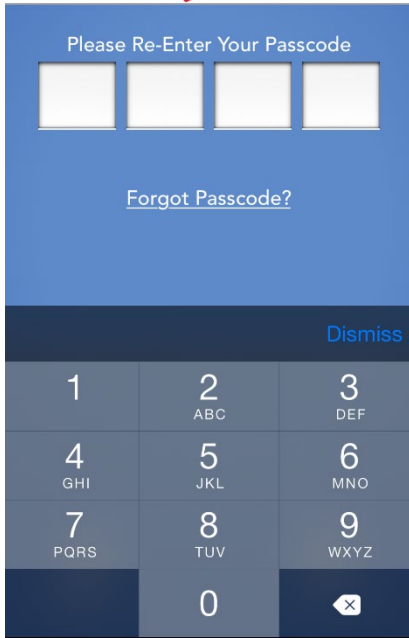 Please Re-Enter Your Passcode
Forgot Passcode?
Dismiss
1 2 3
ABC DEF
4 5 6
GHI JKL MNO
7 8 9
PQRS TUV WXYZ
0